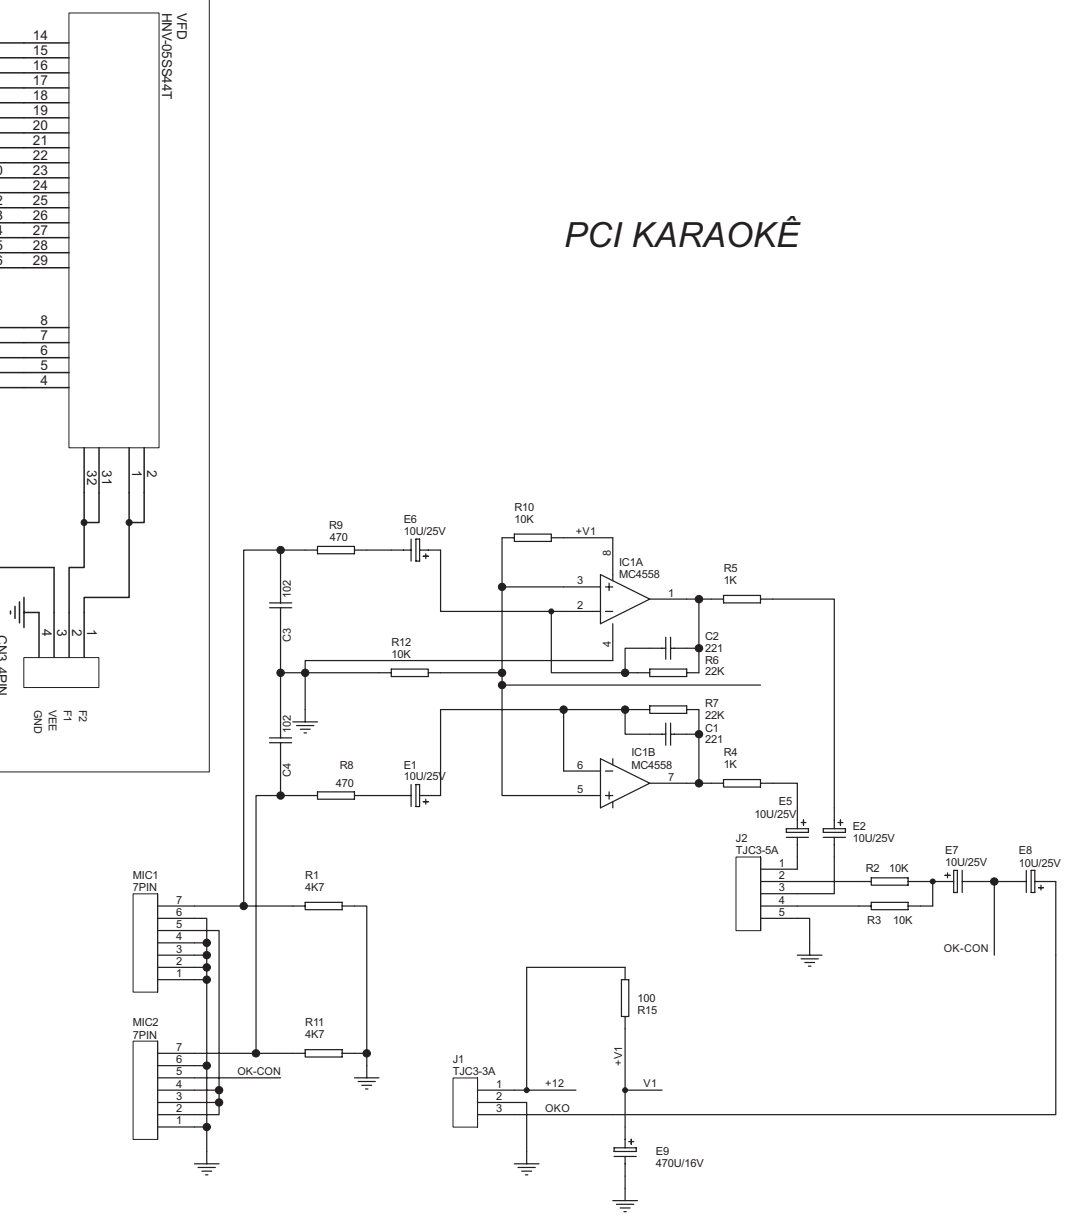 VFD
HNV-05SS44T
14
15
16
17
18
19
20
21
22
23
24
25
26
27
28
29
8
7
6
5
4
32
31
1
2
4
3
2
1
CN3 4PIN
GND
VEE
F1
F2
PCI KARAOKÊ
R9
470
E6
10U/25V
+
R10
10K
+V1
8
IC1A
MC4558
3
+
2
−
1
4
R5
1K
102
C3
R12
10K
C2
221
R6
22K
R7
22K
C1
221
102
C4
R8
470
E1
10U/25V
+
IC1B
MC4558
6
−
5
+
7
R4
1K
E5
10U/25V
+
+
E2
10U/25V
J2
TJC3-5A
1
2
3
4
5
R2 10K
R3 10K
E7
10U/25V
+
E8
10U/25V
+
OK-CON
MIC1
7PIN
7
6
5
4
3
2
1
R1
4K7
MIC2
7PIN
7
6
5
4
3
2
1
OK-CON
R11
4K7
J1
TJC3-3A
1
2
3
+12
OKO
100
R15
+V1
V1
+
E9
470U/16V